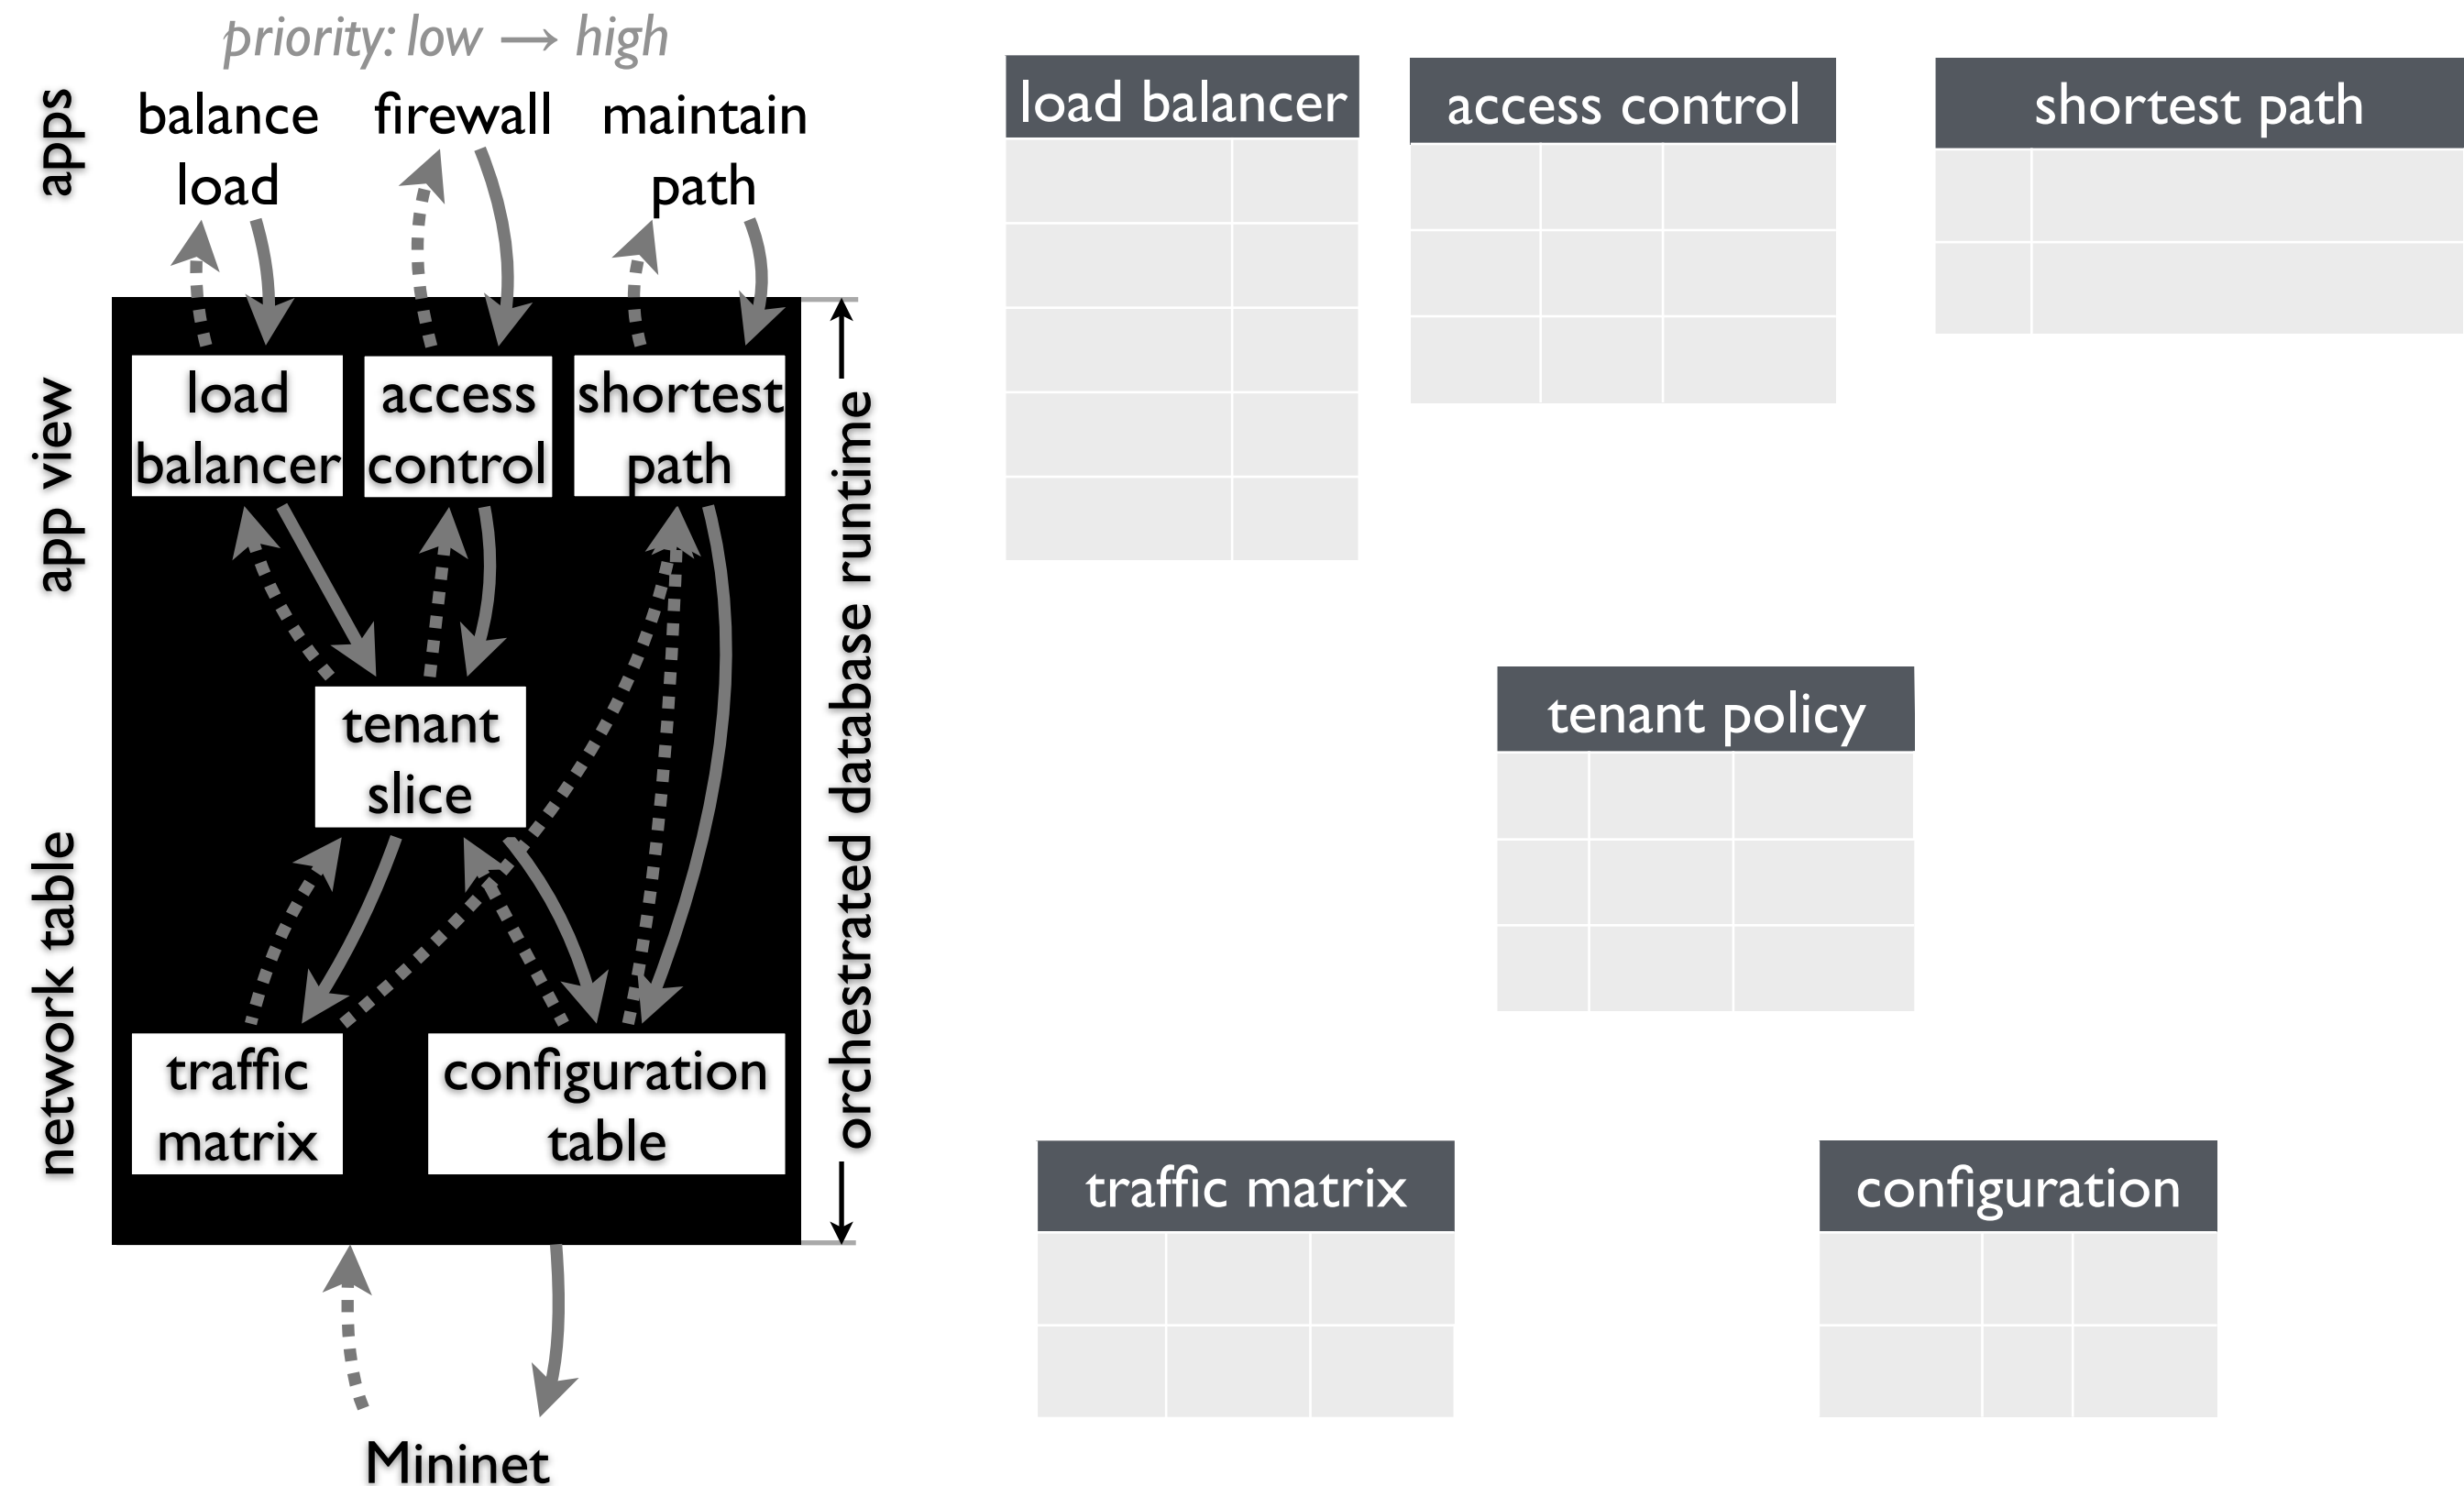 priority: low → high
apps
balance
load
firewall
maintain
path
app view
load
balancer
access
control
shortest
path
tenant
slice
network table
traffic
matrix
configuration
table
orchestrated database runtime
Mininet
load balancer
access control
shortest path
tenant policy
traffic matrix
configuration